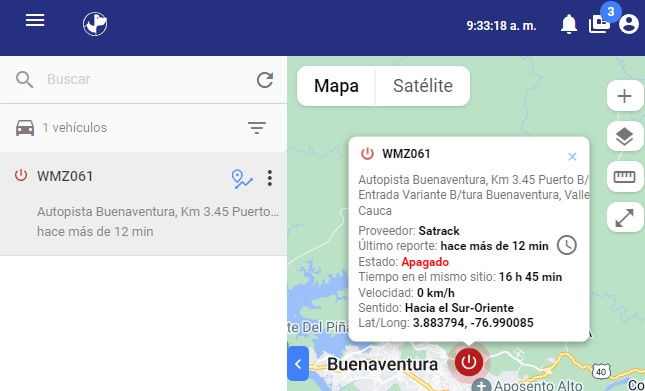 9:33:18 a. m.
3
Buscar
1 vehículos
WMZ061
Autopista Buenaventura, Km 3.45 Puerto...
hace más de 12 min
Mapa
Satélite
WMZ061
Autopista Buenaventura, Km 3.45 Puerto B/
Entrada Variante B/tura Buenaventura, Valle
Cauca
Proveedor: Satrack
Último reporte: hace más de 12 min
Estado: Apagado
Tiempo en el mismo sitio: 16 h 45 min
Velocidad: 0 km/h
Sentido: Hacia el Sur-Oriente
Lat/Long: 3.883794, -76.990085
te Del Piña
Buenaventura
40
Aposento Alto
Co